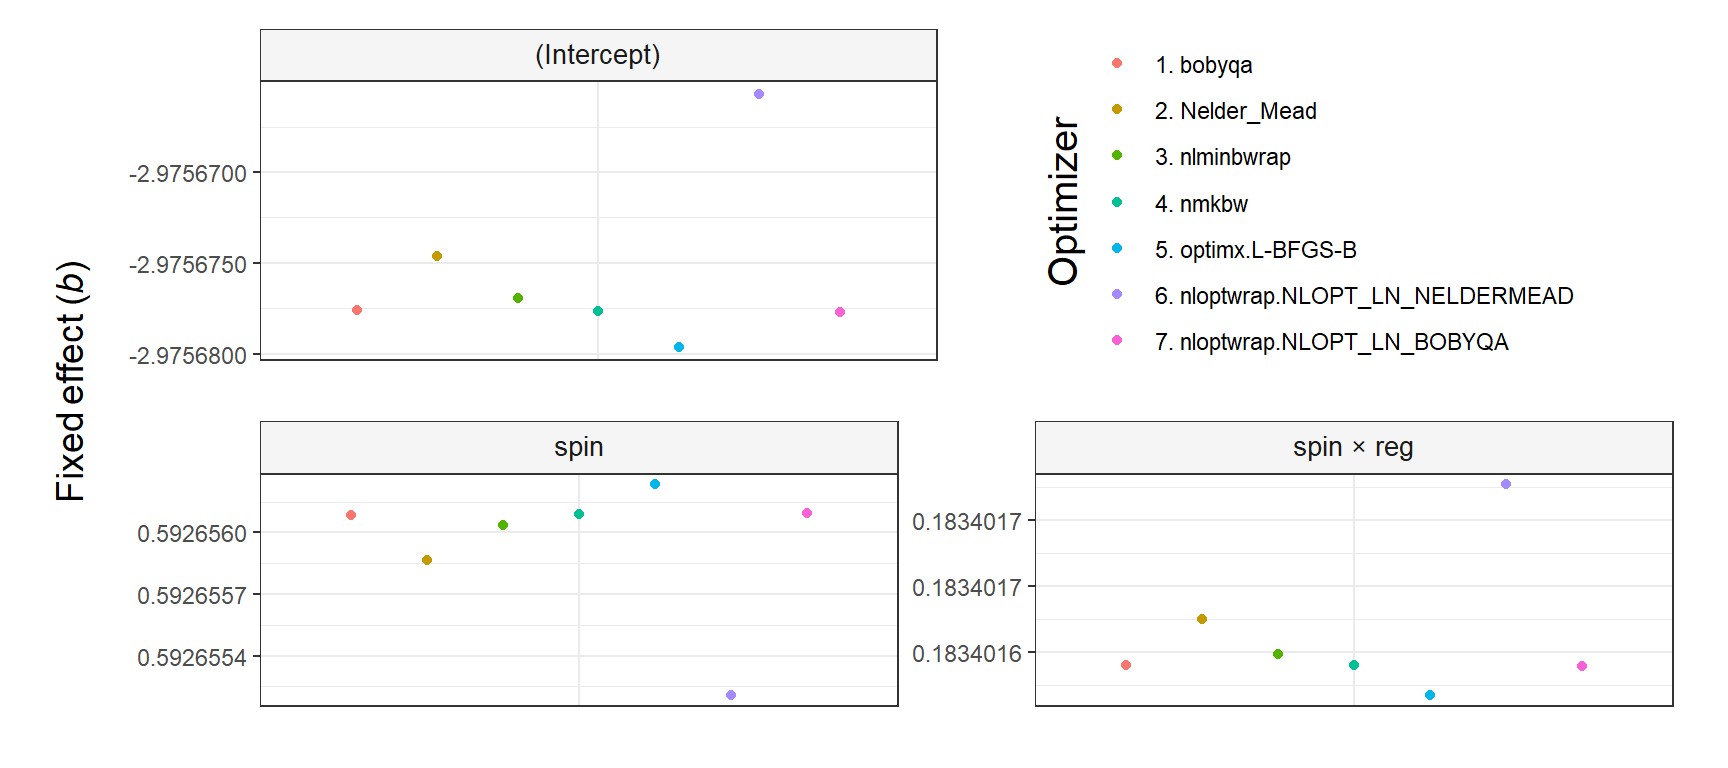 (Intercept)
-2.9756700
-2.9756750
-2.9756800
Fixed effect (b)
Optimizer
1. bobyqa
2. Nelder_Mead
3. nlminbwrap
4. nmkbw
5. optimx.L-BFGS-B
6. nloptwrap.NLOPT_LN_NELDERMEAD
7. nloptwrap.NLOPT_LN_BOBYQA
spin
0.5926560
0.5926557
0.5926554
spin × reg
0.1834017
0.1834017
0.1834016